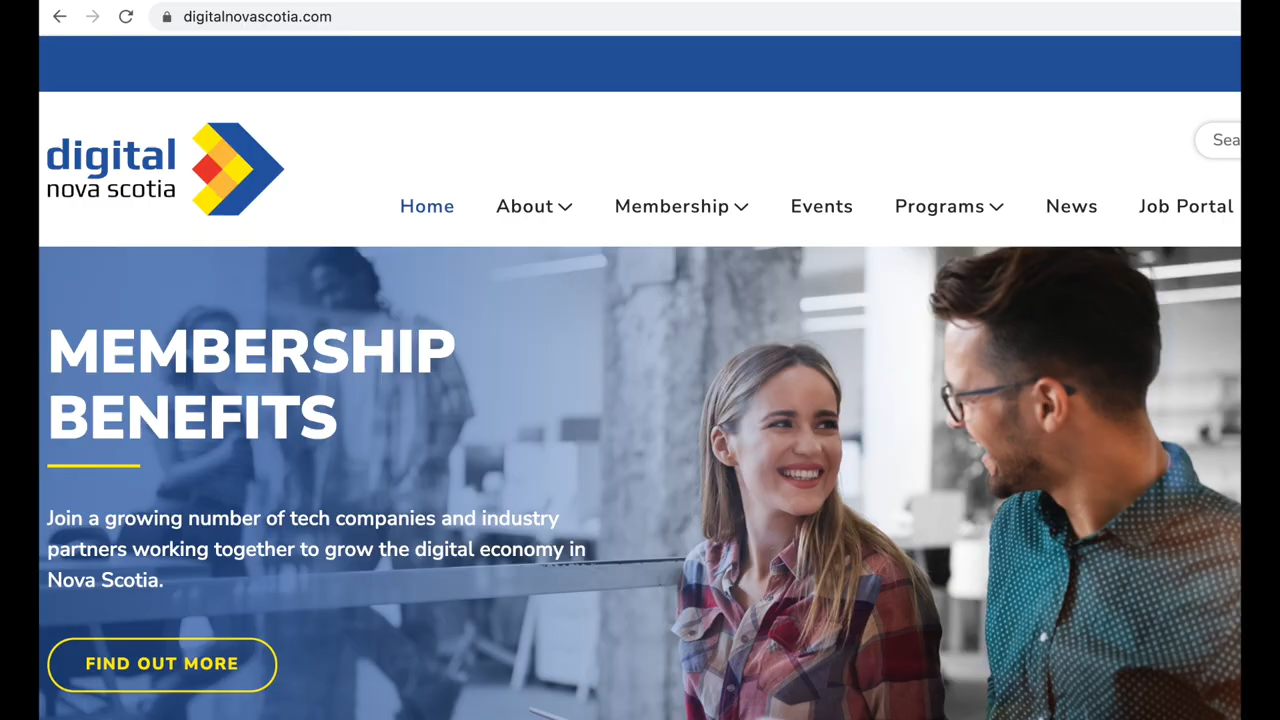 digitalnovascotia.com
digital
nova scotia
Sea
Home About Membership Events Programs News Job Portal
MEMBERSHIP
BENEFITS
Join a growing number of tech companies and industry
partners working together to grow the digital economy in
Nova Scotia.
FIND OUT MORE